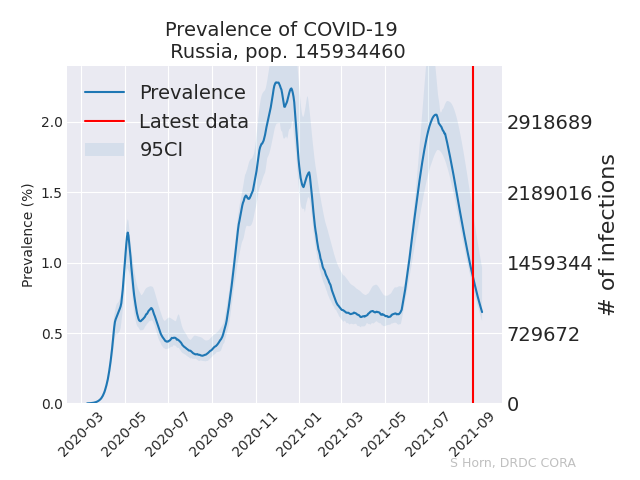 Prevalence of COVID-19
Russia, pop. 145934460
Prevalence
Latest data
95CI
Prevalence (%)
2.0
1.5
1.0
0.5
0.0
2918689
2189016
1459344
729672
0
# of infections
2020-03
2020-05
2020-07
2020-09
2020-11
2021-01
2021-03
2021-05
2021-07
2021-09
S Horn, DRDC CORA